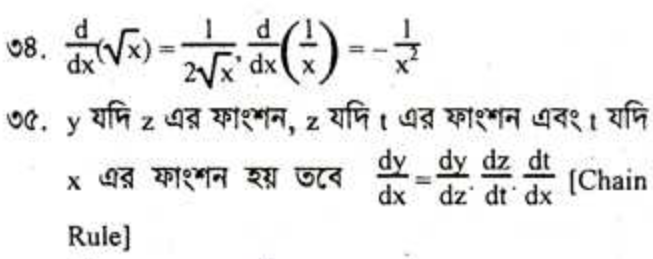 ৩৪. d/dx(√x) = 1/2√x, d/dx(1/x) = -1/x²
৩৫. y যদি z এর ফাংশন, z যদি t এর ফাংশন এবং t যদি
x এর ফাংশন হয় তবে dy/dx = dy/dz . dz/dt . dt/dx [Chain
Rule]